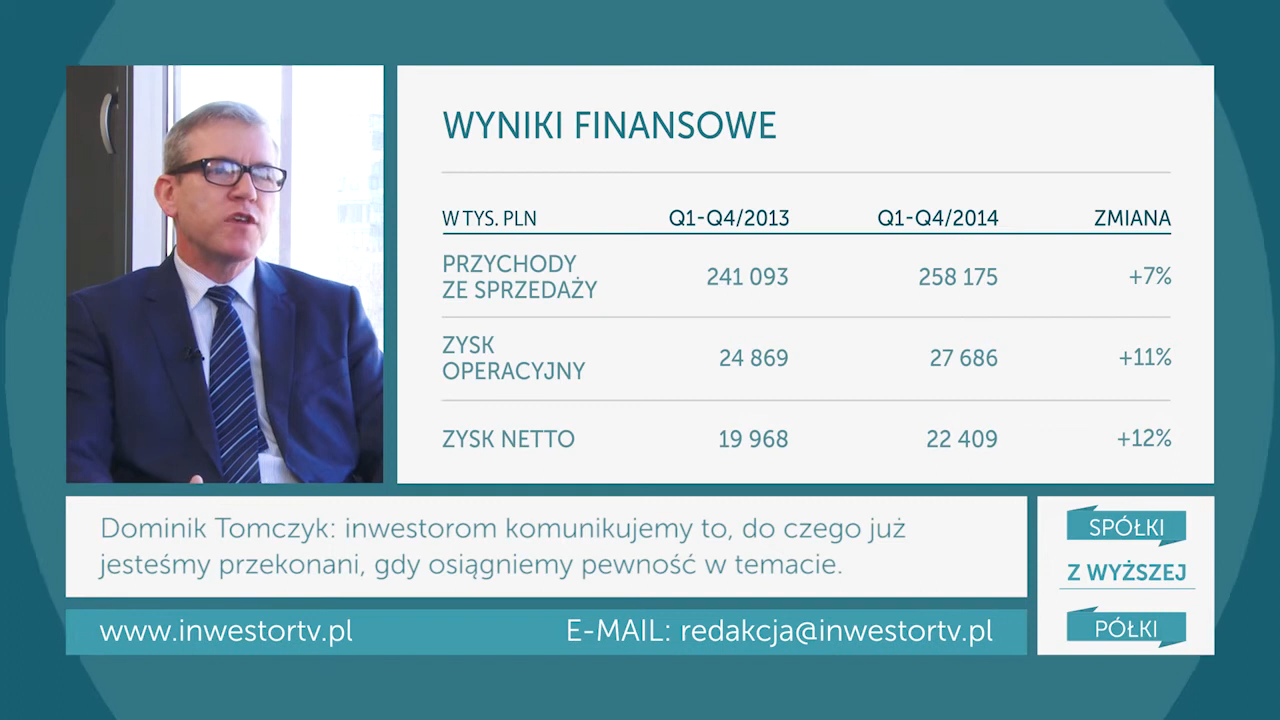 WYNIKI FINANSOWE
W TYS. PLN Q1-Q4/2013 Q1-Q4/2014 ZMIANA
PRZYCHODY
ZE SPRZEDAŻY 241 093 258 175 +7%
ZYSK
OPERACYJNY 24 869 27 686 +11%
ZYSK NETTO 19 968 22 409 +12%
Dominik Tomczyk: inwestorom komunikujemy to, do czego już
jesteśmy przekonani, gdy osiągniemy pewność w temacie.
www.inwestortv.pl E-MAIL: redakcja@inwestortv.pl
SPÓŁKI
Z WYŻSZEJ
PÓŁKI